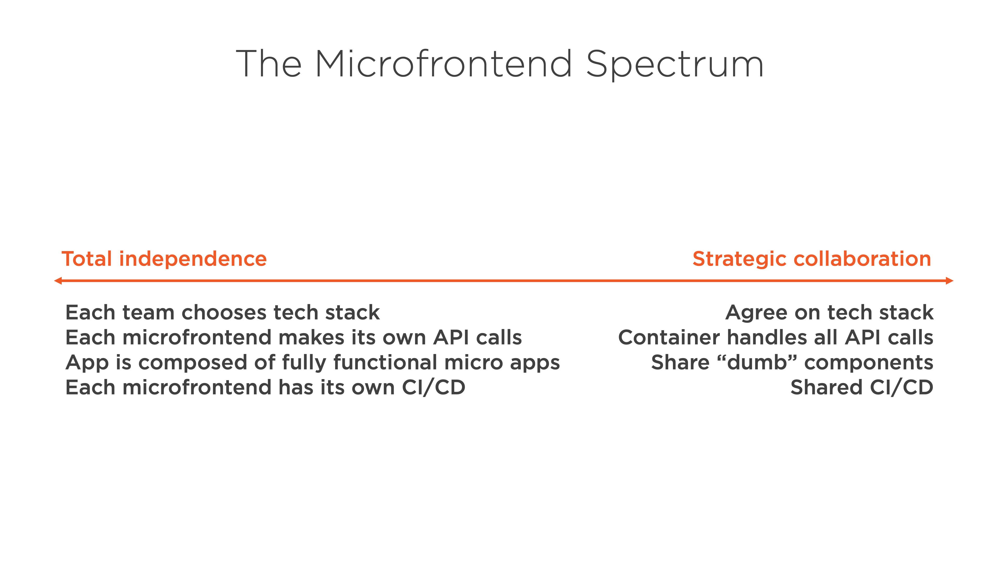 The Microfrontend Spectrum
Total independence
Strategic collaboration
Each team chooses tech stack
Each microfrontend makes its own API calls
App is composed of fully functional micro apps
Each microfrontend has its own CI/CD
Agree on tech stack
Container handles all API calls
Share “dumb” components
Shared CI/CD